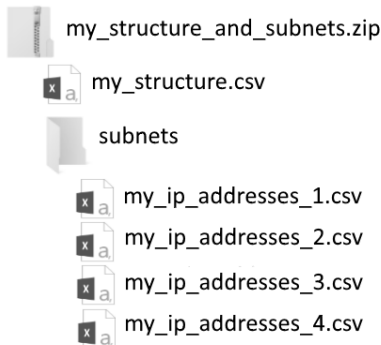 my_structure_and_subnets.zip
my_structure.csv
subnets
my_ip_addresses_1.csv
my_ip_addresses_2.csv
my_ip_addresses_3.csv
my_ip_addresses_4.csv